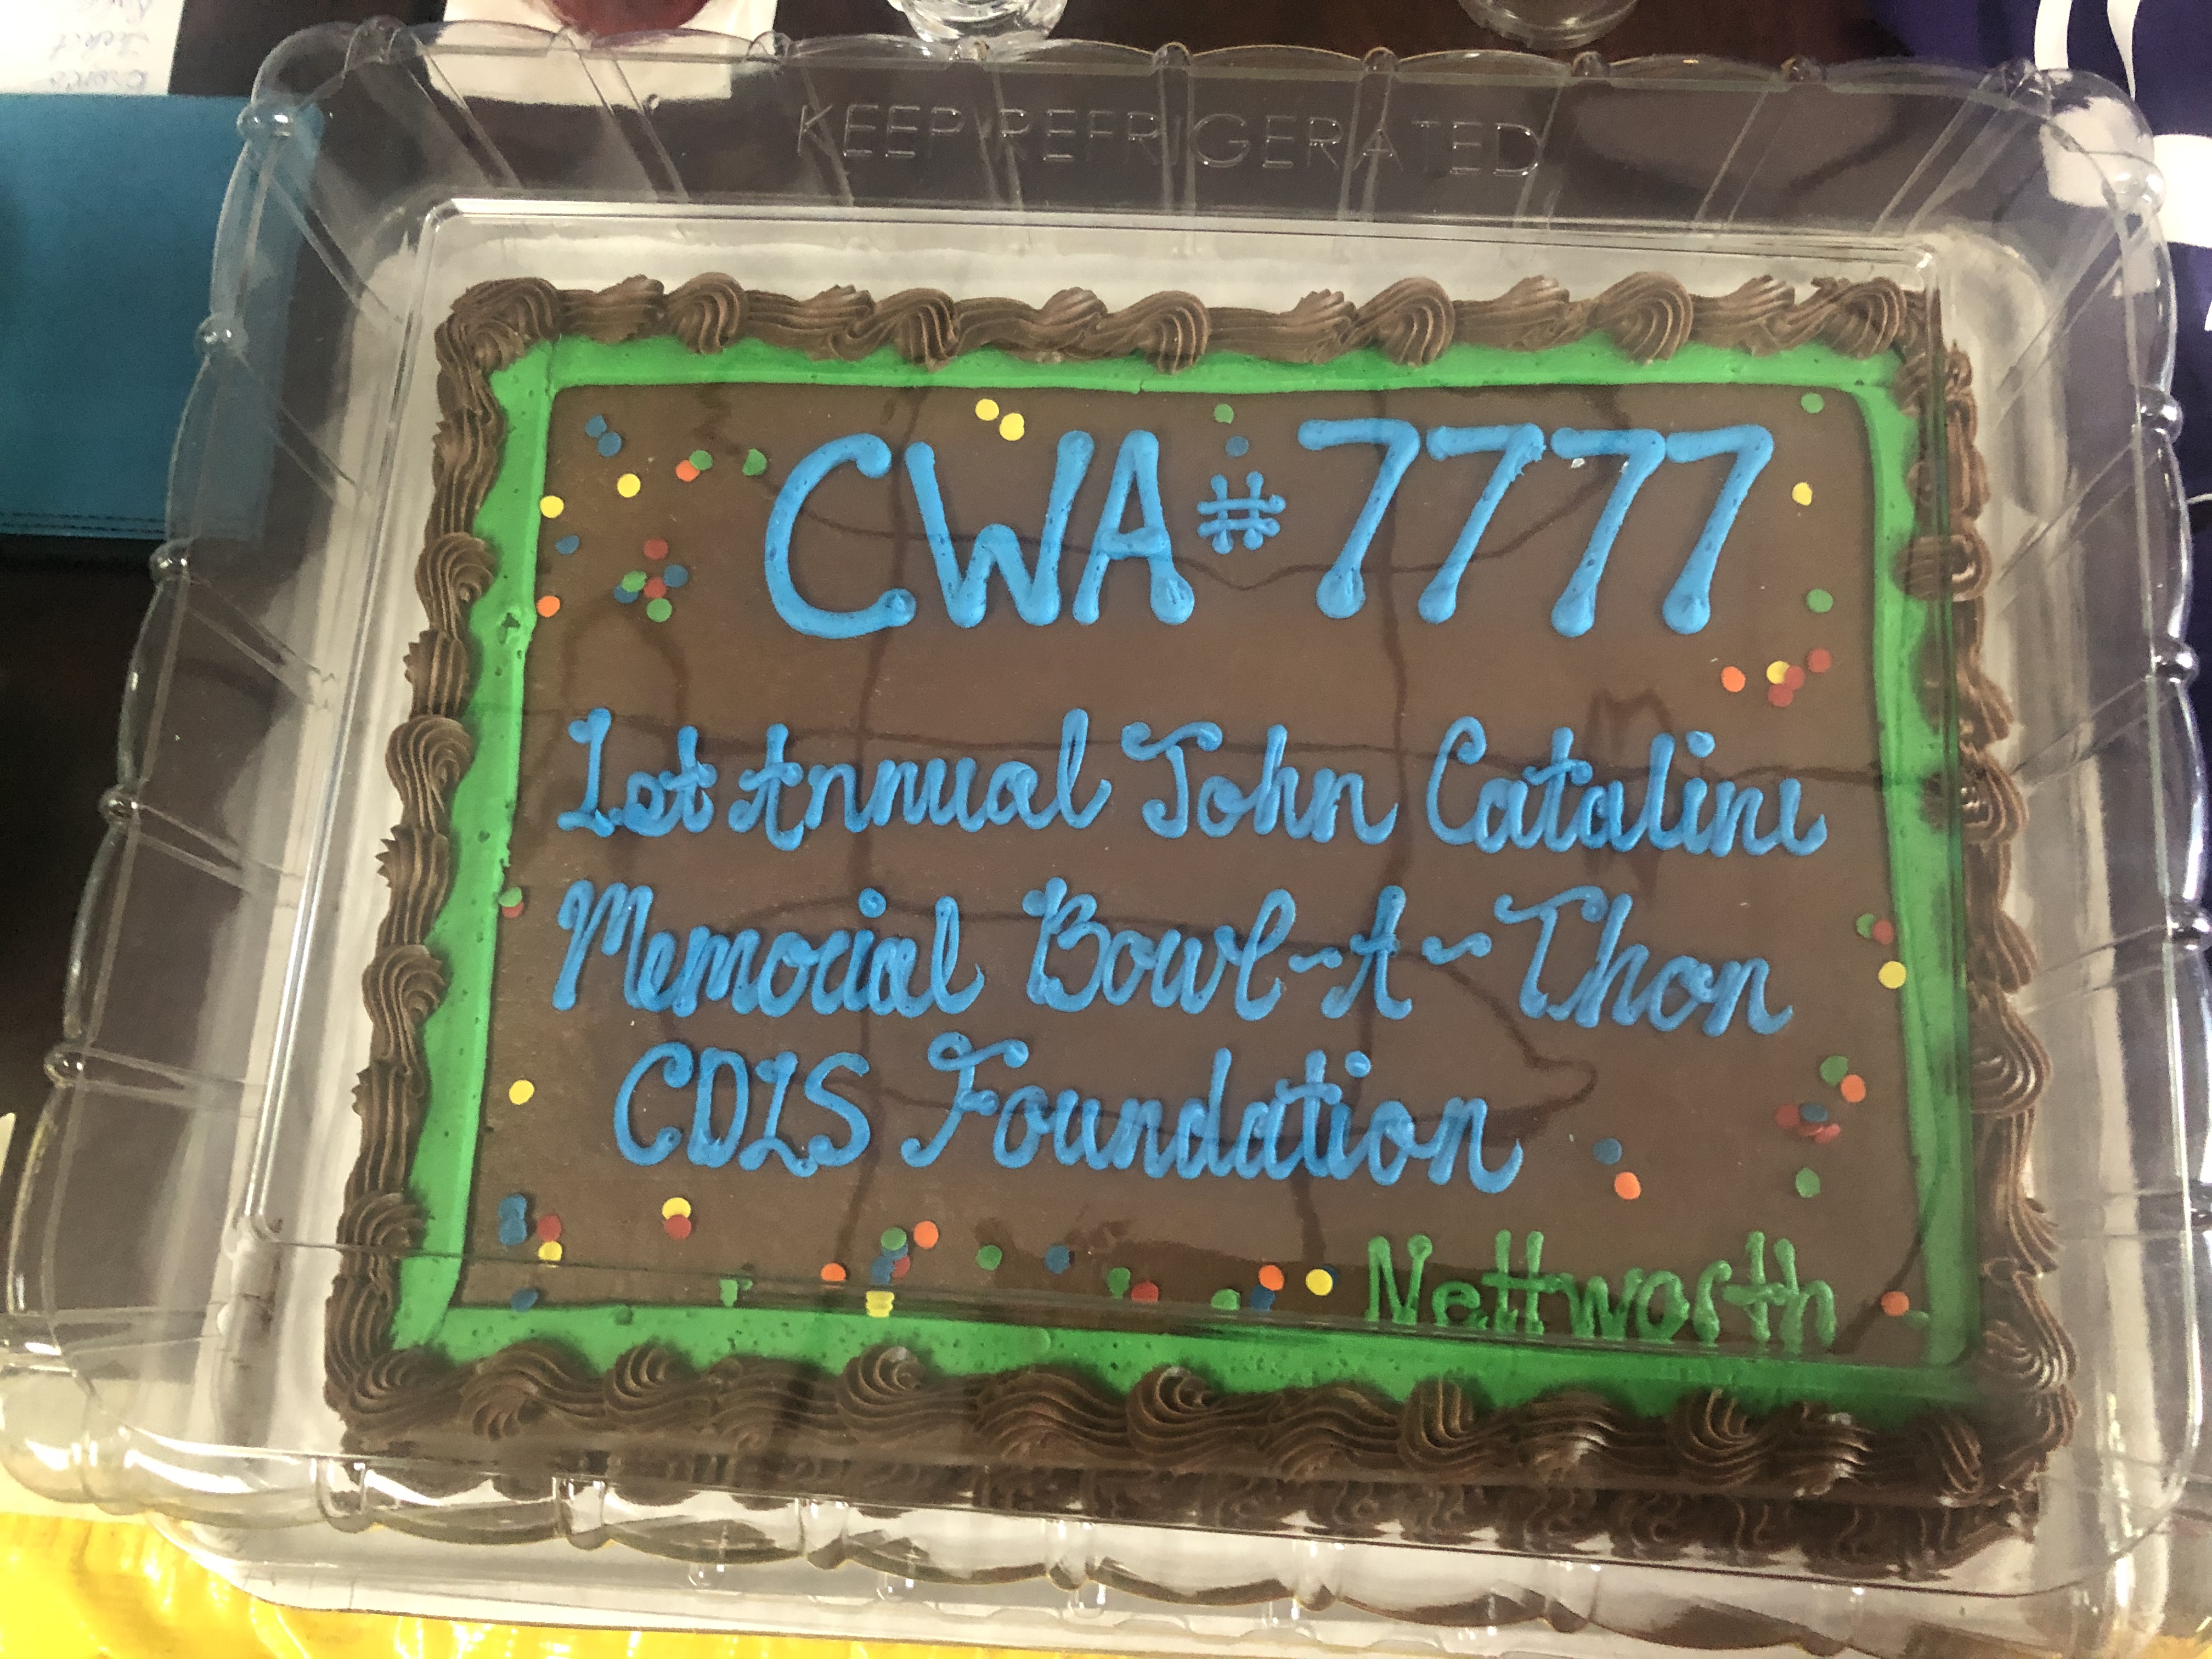 KEEP REFRIGERATED
CWA # 7777
1st Annual John Catalini
Memorial Bowl-A-Thon
CDLS Foundation
Nettworth